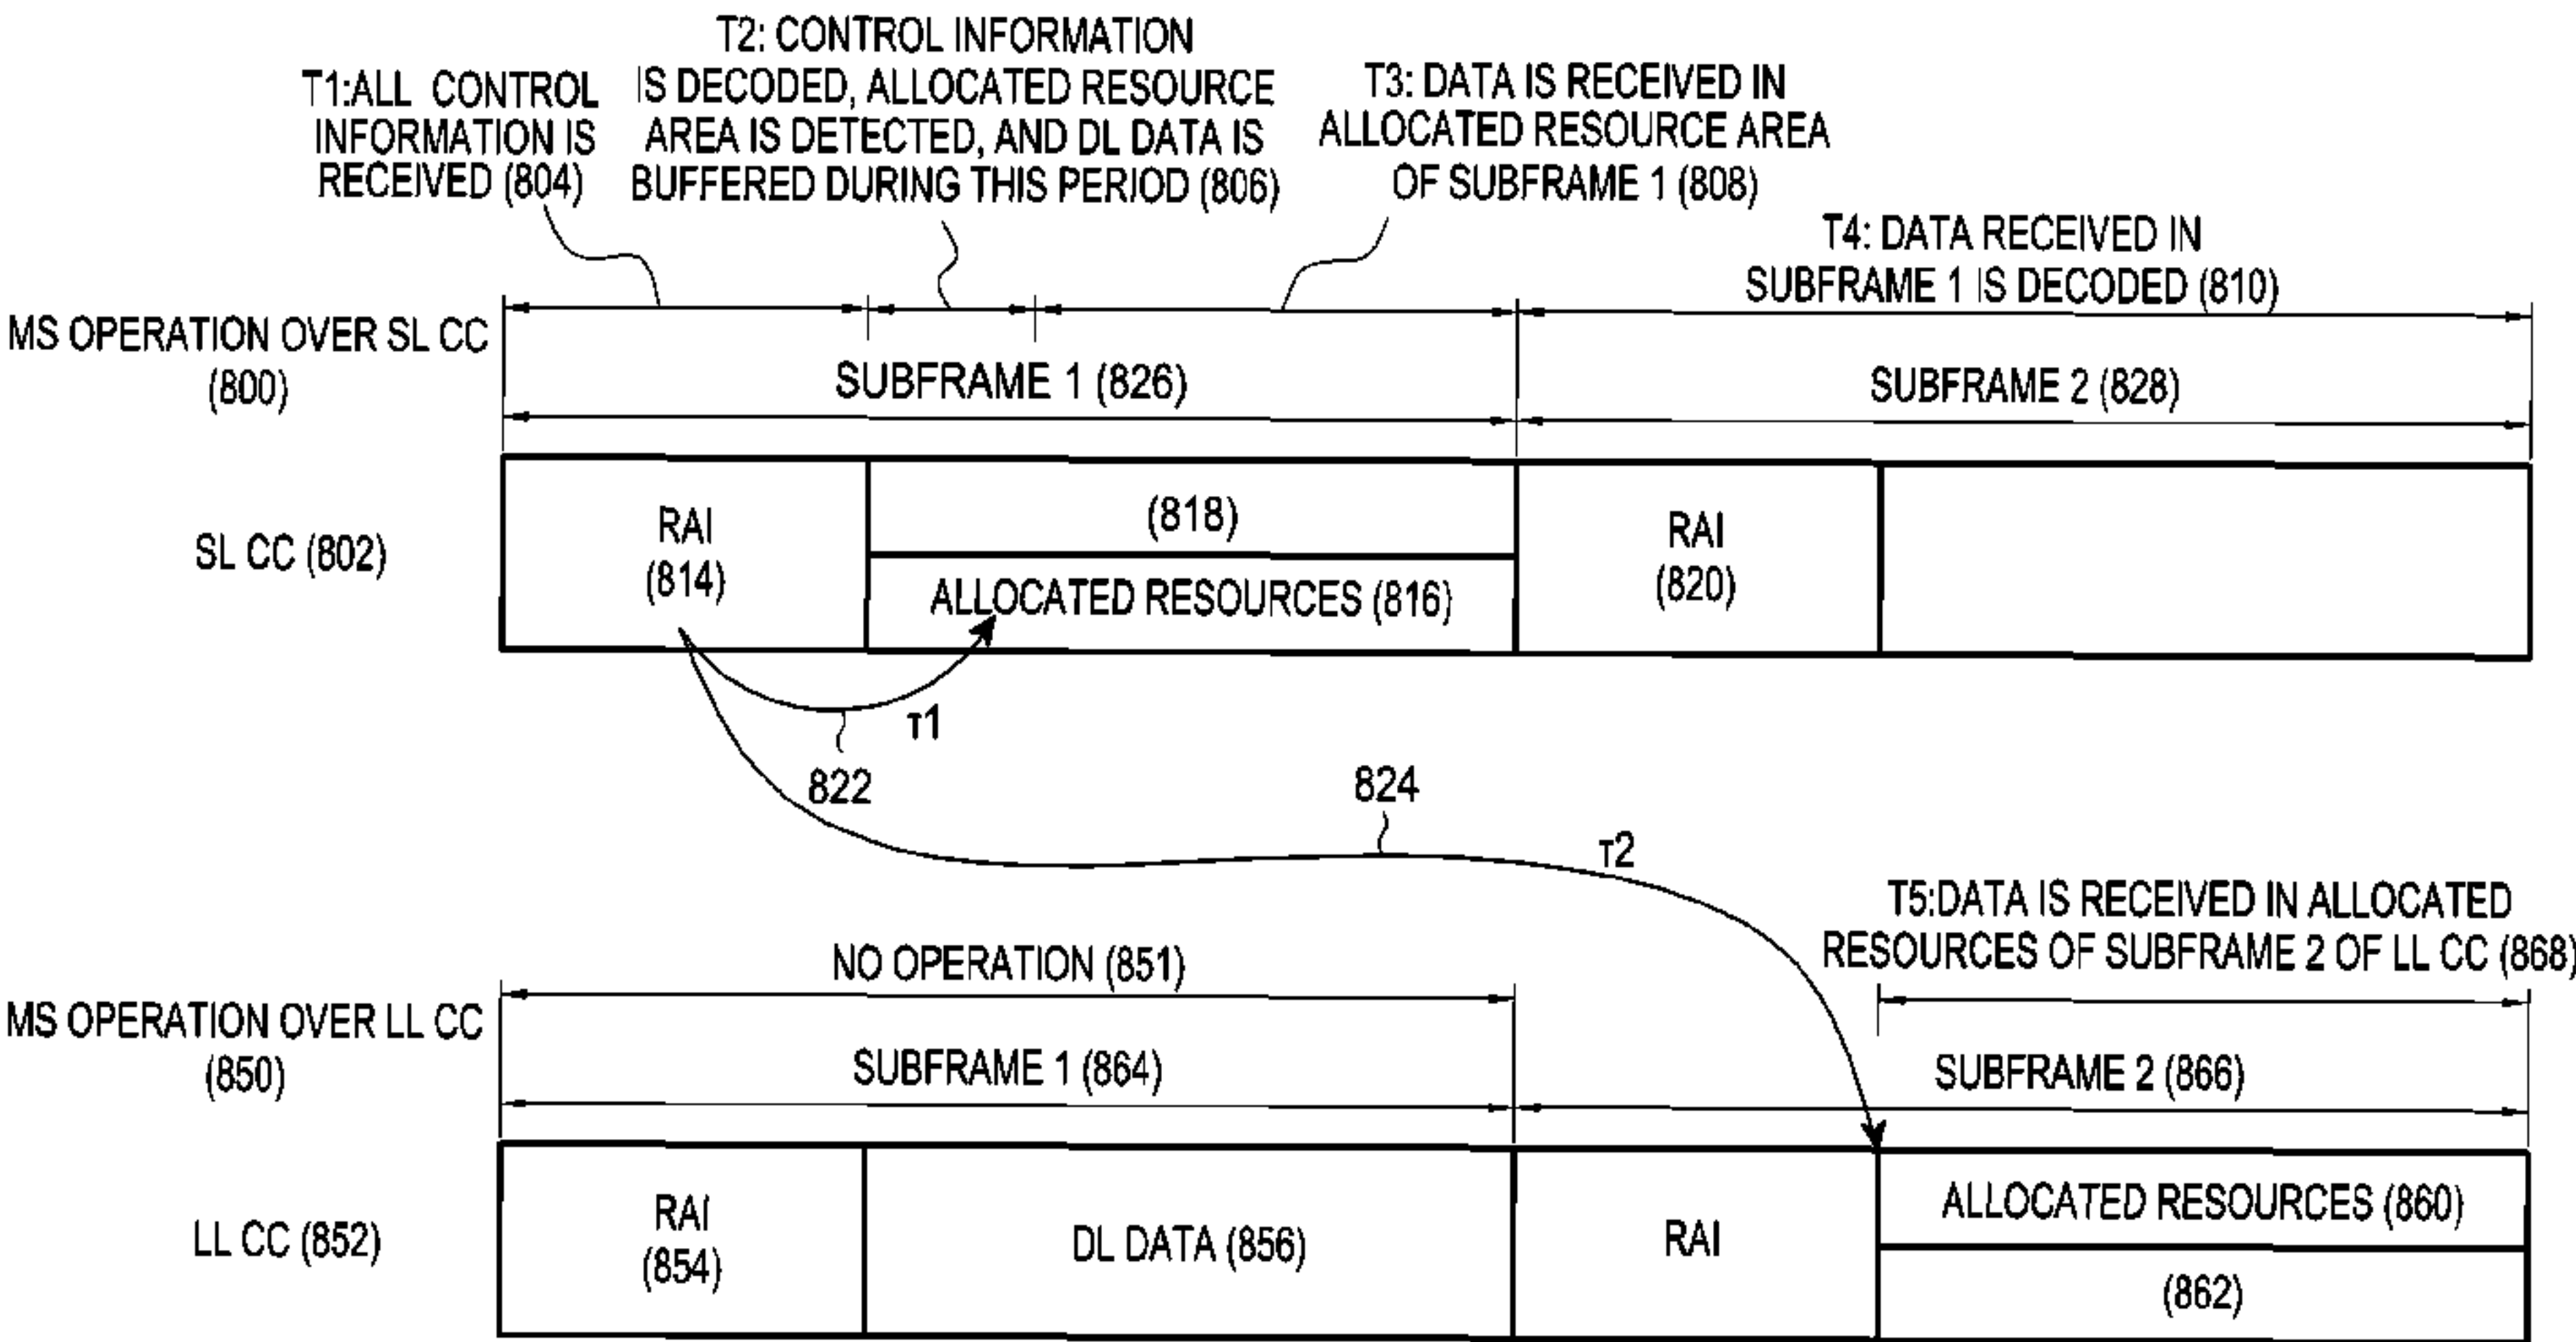 T2: CONTROL INFORMATION
IS DECODED, ALLOCATED RESOURCE
AREA IS DETECTED, AND DL DATA IS
BUFFERED DURING THIS PERIOD (806)
T1:ALL CONTROL
INFORMATION IS
RECEIVED (804)
T3: DATA IS RECEIVED IN
ALLOCATED RESOURCE AREA
OF SUBFRAME 1 (808)
T4: DATA RECEIVED IN
SUBFRAME 1 IS DECODED (810)
MS OPERATION OVER SL CC
(800)
SUBFRAME 1 (826)
SUBFRAME 2 (828)
SL CC (802)
RAI
(814)
(818)
ALLOCATED RESOURCES (816)
RAI
(820)
τ1
822
824
τ2
T5:DATA IS RECEIVED IN ALLOCATED
RESOURCES OF SUBFRAME 2 OF LL CC (868)
NO OPERATION (851)
MS OPERATION OVER LL CC
(850)
SUBFRAME 1 (864)
SUBFRAME 2 (866)
LL CC (852)
RAI
(854)
DL DATA (856)
RAI
ALLOCATED RESOURCES (860)
(862)